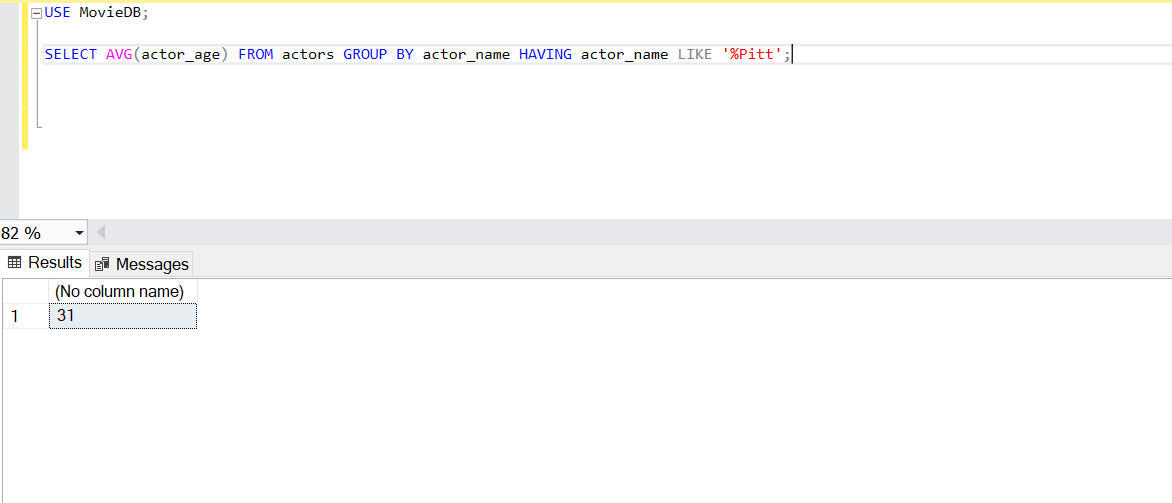 USE MovieDB;
SELECT AVG(actor_age) FROM actors GROUP BY actor_name HAVING actor_name LIKE '%Pitt';
82 %
Results Messages
(No column name)
1 31